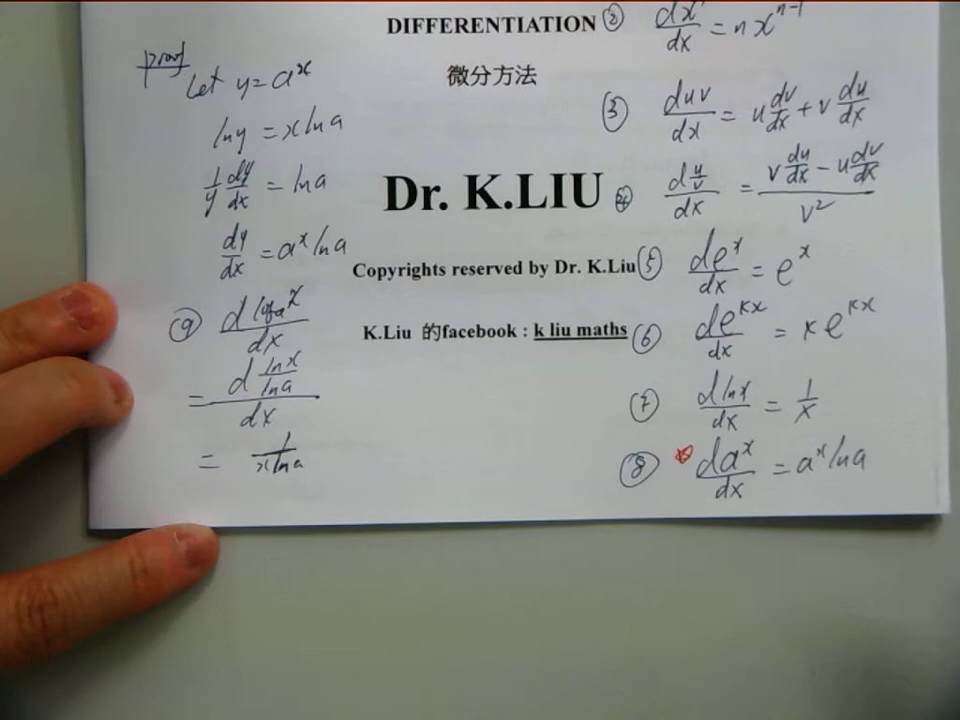 DIFFERENTIATION
微分方法
Dr. K.LIU
Copyrights reserved by Dr. K.Liu
K.Liu 的facebook : k liu maths
proof
Let y = a^x
ln y = x ln a
1/y dy/dx = ln a
dy/dx = a^x ln a
⑨ d log_a x / dx
= d (ln x / ln a) / dx
= 1 / (x ln a)
② dx^n/dx = n x^(n-1)
③ duv/dx = u dv/dx + v du/dx
④ d(u/v)/dx = (v du/dx - u dv/dx) / v²
⑤ de^x/dx = e^x
⑥ de^(kx)/dx = k e^(kx)
⑦ d ln x/dx = 1/x
⑧ da^x/dx = a^x ln a